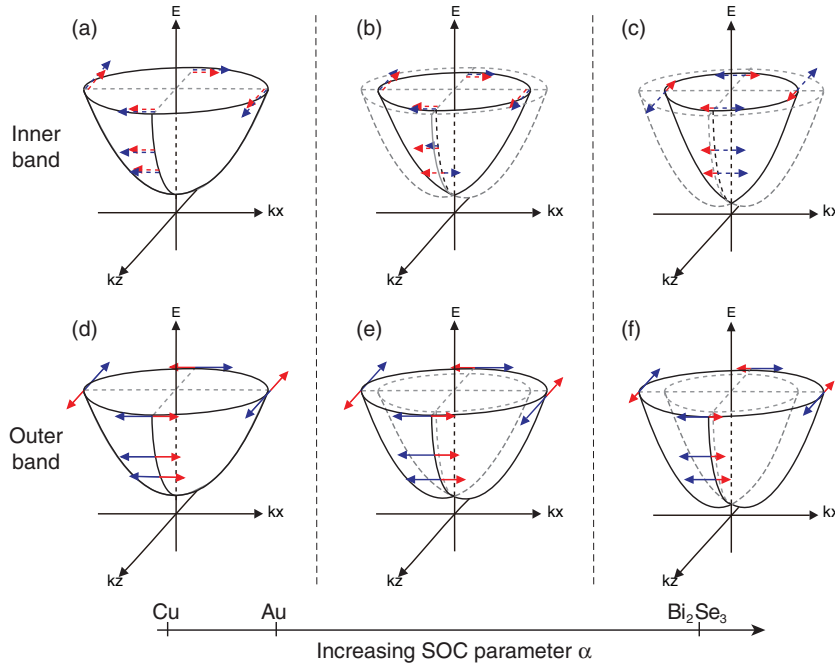 (a)
(b)
(c)
E
E
E
Inner
band
kx
kx
kx
kz
kz
kz
(d)
(e)
(f)
E
E
E
Outer
band
kx
kx
kx
kz
kz
kz
Cu
Au
Bi₂Se₃
Increasing SOC parameter α